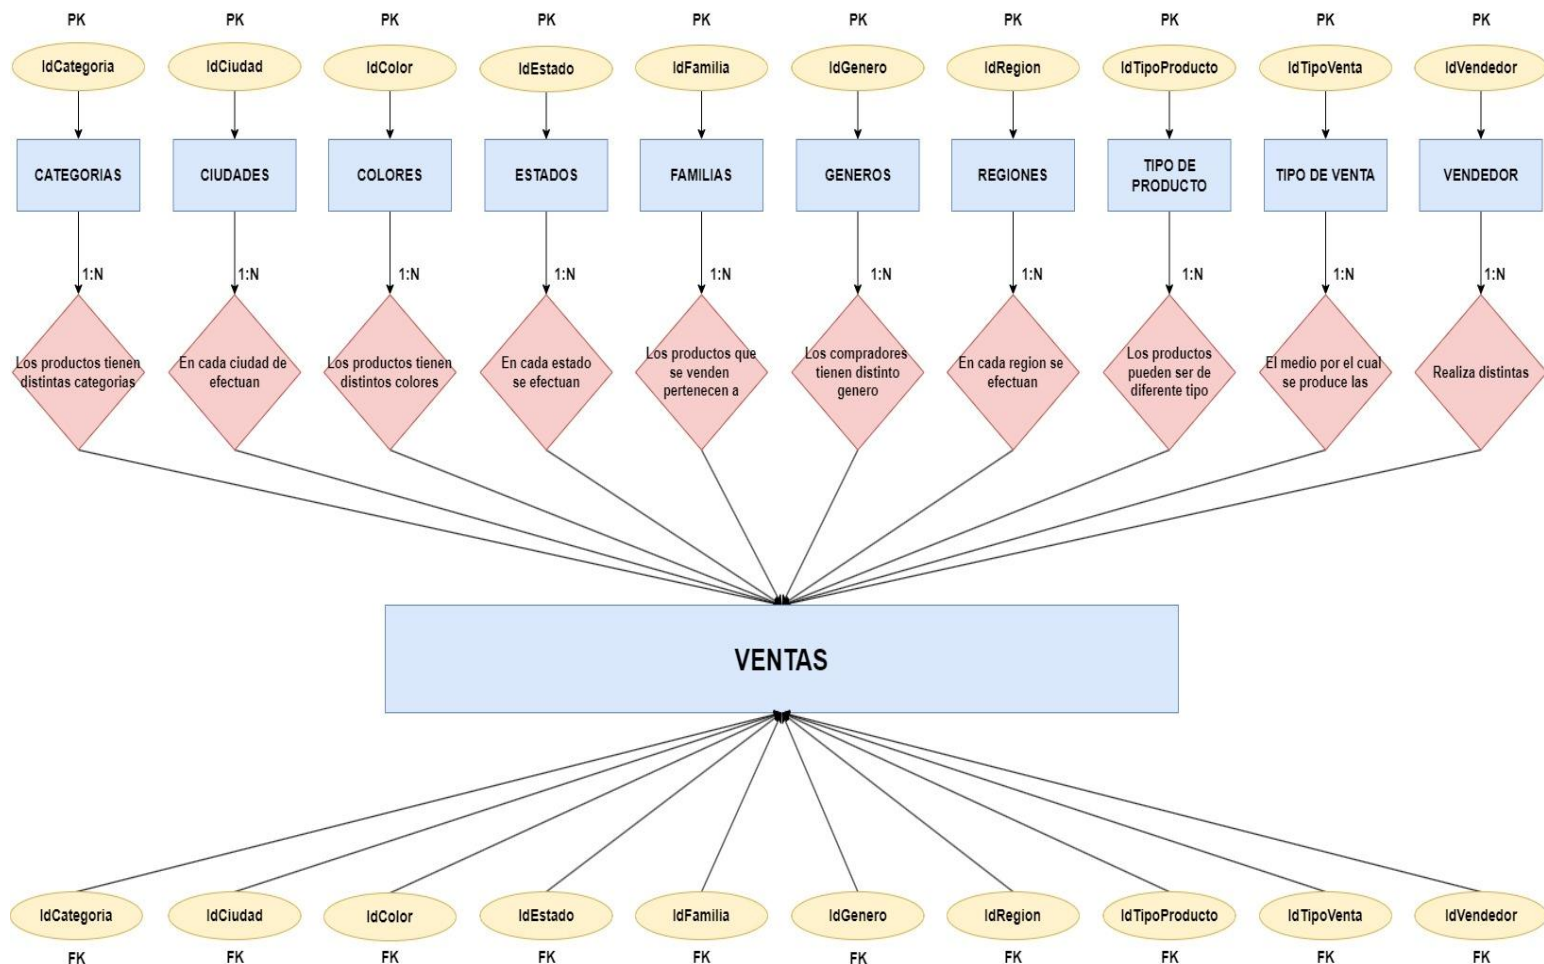 PK PK PK PK PK PK PK PK PK PK
IdCategoria IdCiudad IdColor IdEstado IdFamilia IdGenero IdRegion IdTipoProducto IdTipoVenta IdVendedor
CATEGORIAS
CIUDADES
COLORES
ESTADOS
FAMILIAS
GENEROS
REGIONES
TIPO DE
PRODUCTO
TIPO DE VENTA
VENDEDOR
1:N 1:N 1:N 1:N 1:N 1:N 1:N 1:N 1:N 1:N
Los productos tienen
distintas categorias
En cada ciudad de
efectuan
Los productos tienen
distintos colores
En cada estado
se efectuan
Los productos que
se venden
pertenecen a
Los compradores
tienen distinto
genero
En cada region se
efectuan
Los productos
pueden ser de
diferente tipo
El medio por el cual
se produce las
Realiza distintas
VENTAS
IdCategoria IdCiudad IdColor IdEstado IdFamilia IdGenero IdRegion IdTipoProducto IdTipoVenta IdVendedor
FK FK FK FK FK FK FK FK FK FK